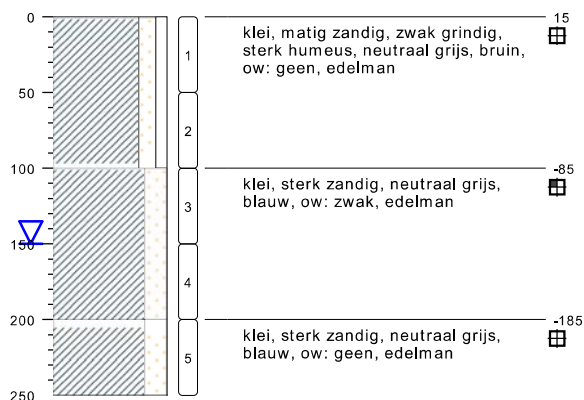 0
15
klei, matig zandig, zwak grindig,
sterk humeus, neutraal grijs, bruin,
ow: geen, edelman
1
50
2
100
-85
klei, sterk zandig, neutraal grijs,
blauw, ow: zwak, edelman
3
150
4
200
-185
klei, sterk zandig, neutraal grijs,
blauw, ow: geen, edelman
5
250